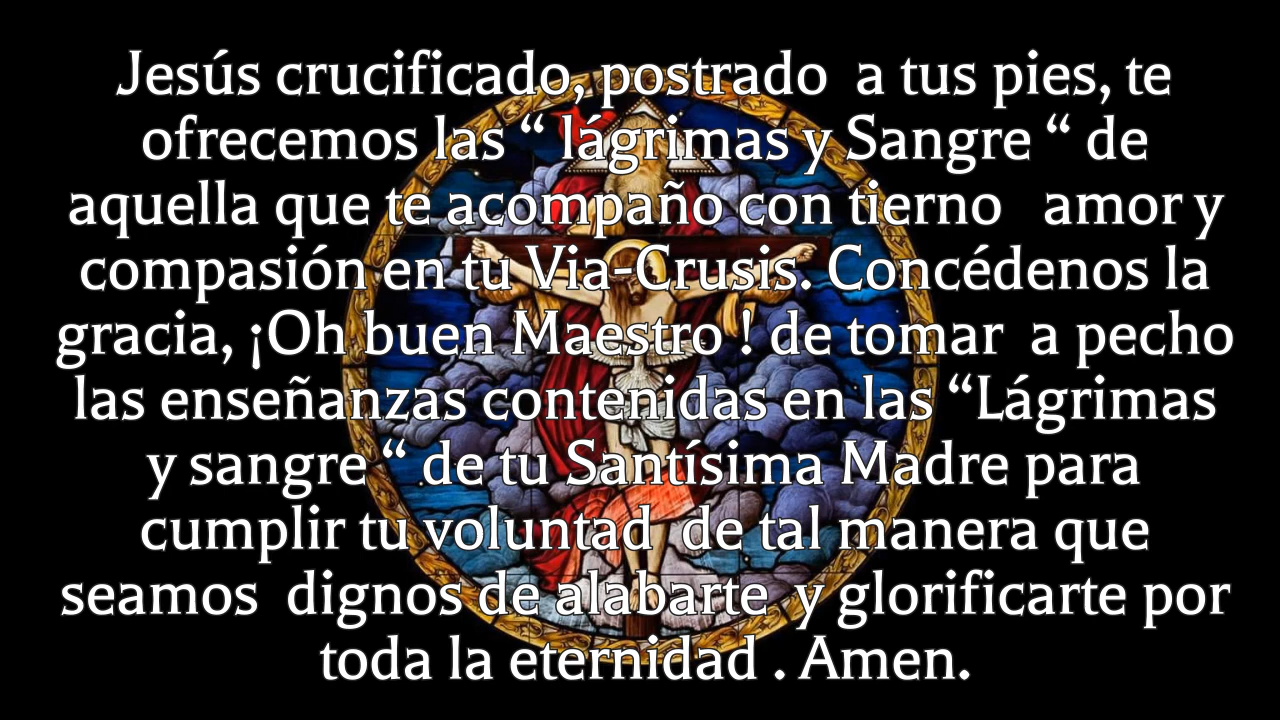 Jesús crucificado, postrado  a tus pies, te
ofrecemos las “ lágrimas y Sangre “ de
aquella que te acompaño con tierno   amor y
compasión en tu Via-Crusis. Concédenos la
gracia, ¡Oh buen Maestro ! de tomar  a pecho
las enseñanzas contenidas en las “Lágrimas
y sangre “ de tu Santísima Madre para
cumplir tu voluntad  de tal manera que
seamos  dignos de alabarte  y glorificarte por
toda la eternidad . Amen.